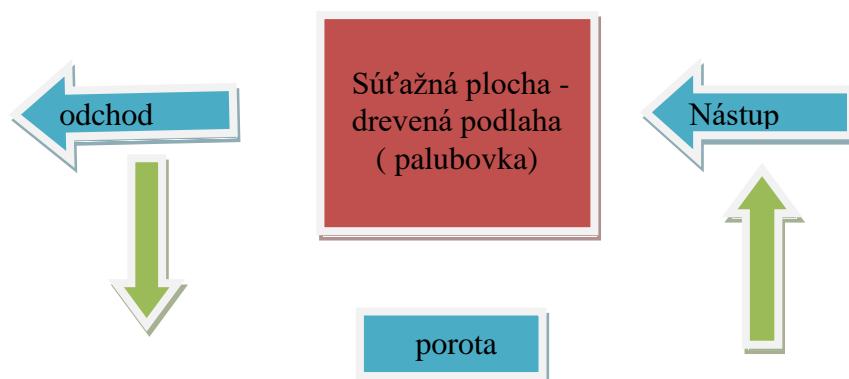 Súťažná plocha -
drevená podlaha
( palubovka)
odchod
Nástup
porota